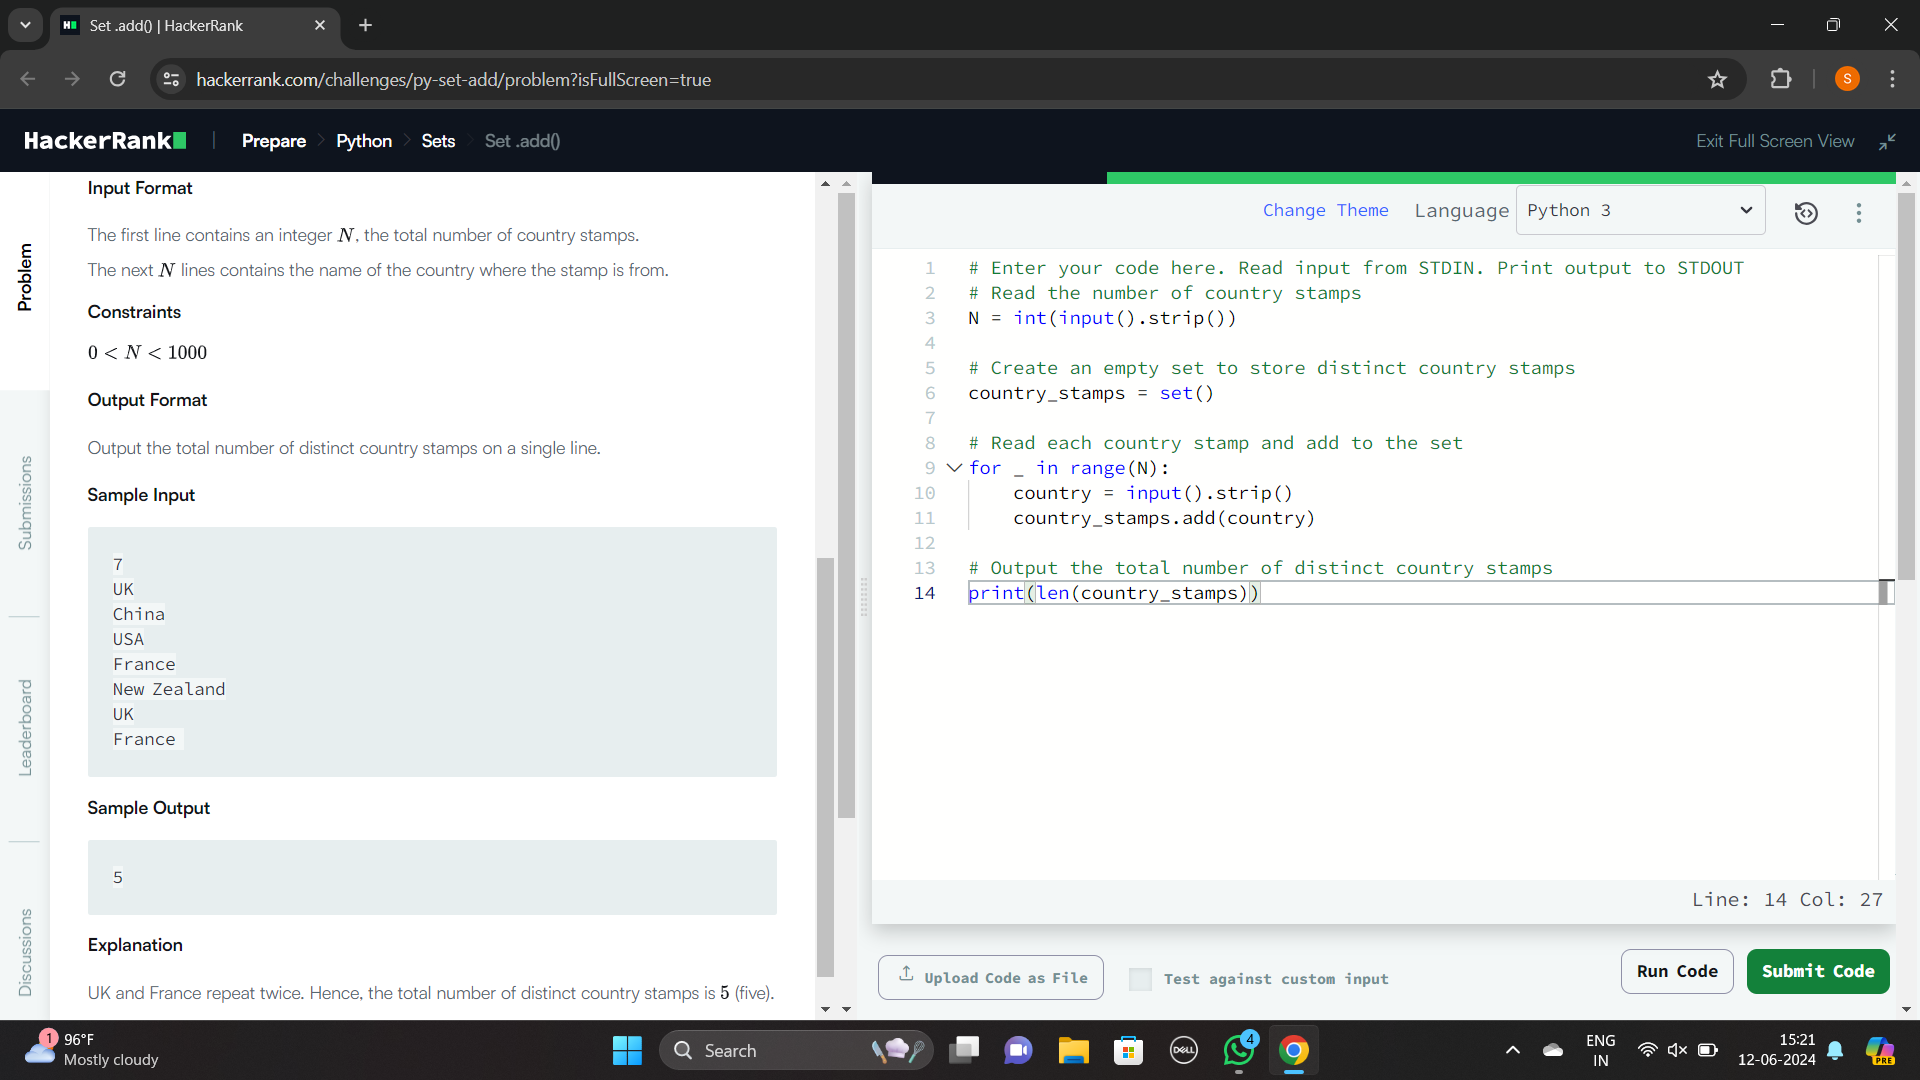 Set .add() | HackerRank
hackerrank.com/challenges/py-set-add/problem?isFullScreen=true
S
HackerRank
Prepare
Python
Sets
Set .add()
Exit Full Screen View
Problem
Submissions
Leaderboard
Discussions
Input Format
The first line contains an integer N, the total number of country stamps.
The next N lines contains the name of the country where the stamp is from.
Constraints
0 < N < 1000
Output Format
Output the total number of distinct country stamps on a single line.
Sample Input
7
UK
China
USA
France
New Zealand
UK
France
Sample Output
5
Explanation
UK and France repeat twice. Hence, the total number of distinct country stamps is 5 (five).
Change Theme Language Python 3
1 # Enter your code here. Read input from STDIN. Print output to STDOUT
2 # Read the number of country stamps
3 N = int(input().strip())
4
5 # Create an empty set to store distinct country stamps
6 country_stamps = set()
7
8 # Read each country stamp and add to the set
9 for _ in range(N):
10 country = input().strip()
11 country_stamps.add(country)
12
13 # Output the total number of distinct country stamps
14 print(len(country_stamps))
Line: 14 Col: 27
Upload Code as File
Test against custom input
Run Code
Submit Code
1
96°F
Mostly cloudy
Search
DELL
4
ENG
IN
15:21
12-06-2024
PRE